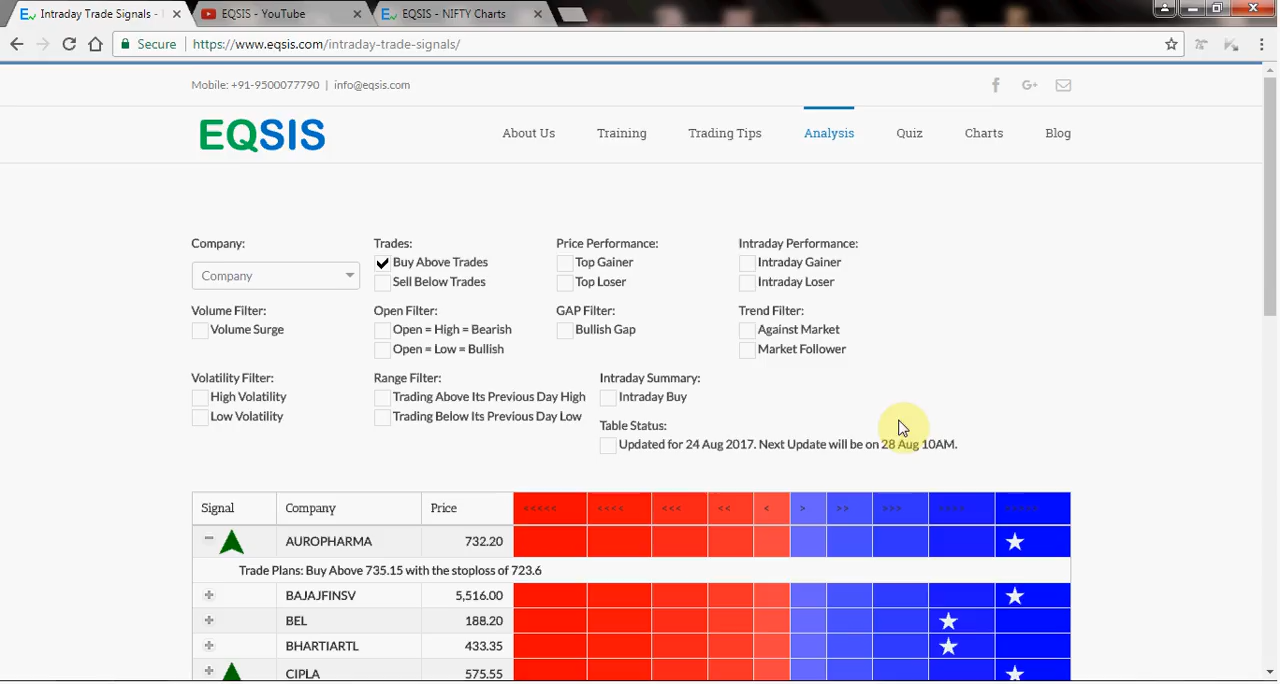 Intraday Trade Signals -
EQSIS - YouTube
EQSIS - NIFTY Charts
Secure
https://www.eqsis.com/intraday-trade-signals/
Mobile: +91-9500077790 | info@eqsis.com
EQSIS
About Us
Training
Trading Tips
Analysis
Quiz
Charts
Blog
Company:
Trades:
Price Performance:
Intraday Performance:
Company
Buy Above Trades
Top Gainer
Intraday Gainer
Sell Below Trades
Top Loser
Intraday Loser
Volume Filter:
Open Filter:
GAP Filter:
Trend Filter:
Volume Surge
Open = High = Bearish
Bullish Gap
Against Market
Open = Low = Bullish
Market Follower
Volatility Filter:
Range Filter:
Intraday Summary:
High Volatility
Trading Above Its Previous Day High
Intraday Buy
Low Volatility
Trading Below Its Previous Day Low
Table Status:
Updated for 24 Aug 2017. Next Update will be on 28 Aug 10AM.
Signal
Company
Price
<<<<<
<<<<
<<<
<<
<
>
>>
>>>
AUROPHARMA
732.20
Trade Plans: Buy Above 735.15 with the stoploss of 723.6
BAJAJFINSV
5,516.00
BEL
188.20
BHARTIARTL
433.35
CIPLA
575.55